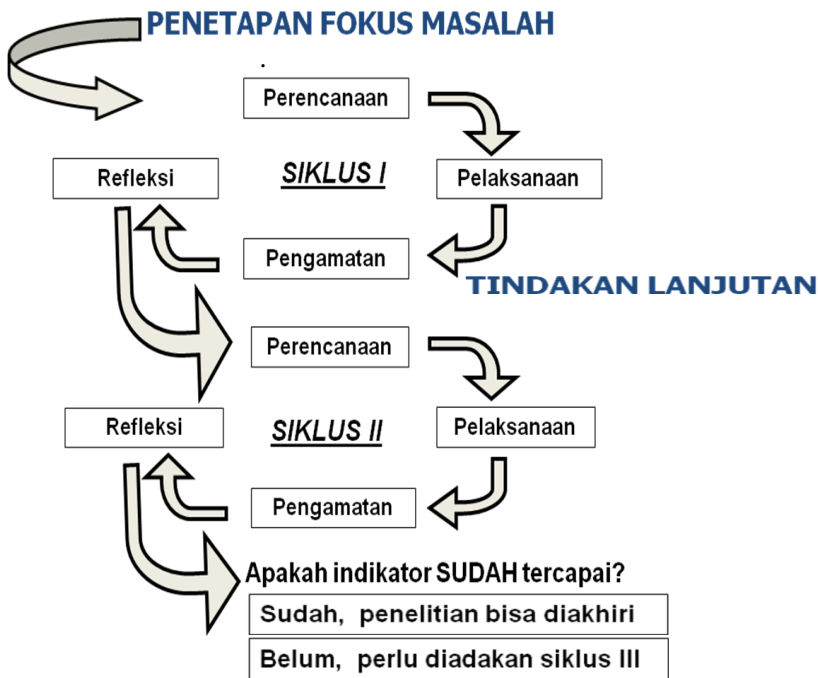 PENETAPAN FOKUS MASALAH
.
Perencanaan
Refleksi
SIKLUS I
Pelaksanaan
Pengamatan
TINDAKAN LANJUTAN
Perencanaan
Refleksi
SIKLUS II
Pelaksanaan
Pengamatan
Apakah indikator SUDAH tercapai?
Sudah, penelitian bisa diakhiri
Belum, perlu diadakan siklus III